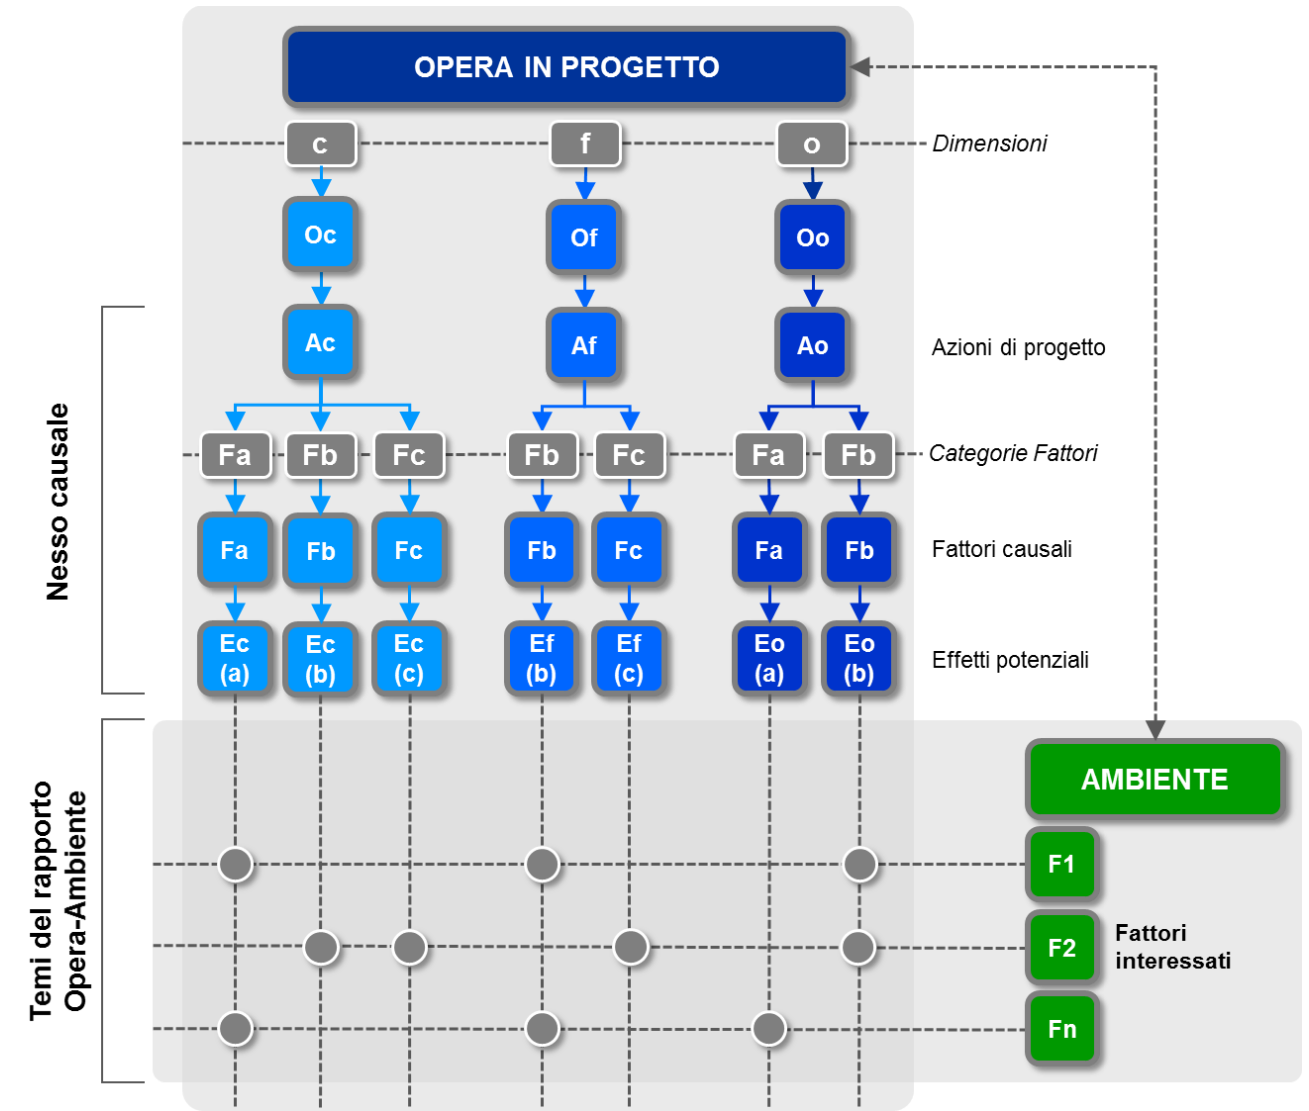 OPERA IN PROGETTO
c f o Dimensioni
Oc Of Oo
Ac Af Ao Azioni di progetto
Fa Fb Fc Fb Fc Fa Fb Categorie Fattori
Fa Fb Fc Fb Fc Fa Fb Fattori causali
Ec Ec Ec Ef Ef Eo Eo
(a) (b) (c) (b) (c) (a) (b) Effetti potenziali
Nesso causale
AMBIENTE
F1
F2
Fattori
interessati
Fn
Temi del rapporto
Opera-Ambiente